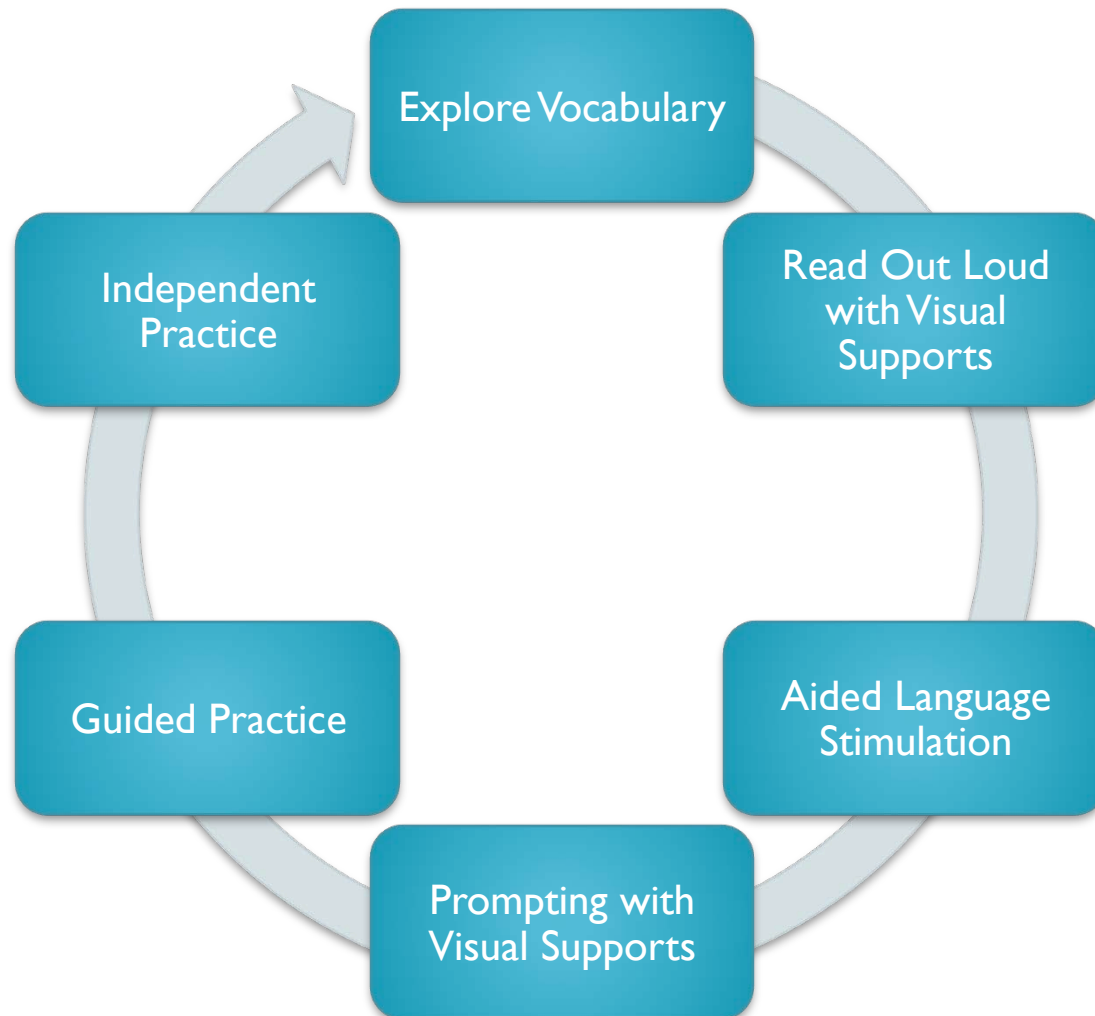 Explore Vocabulary
Read Out Loud
with Visual
Supports
Aided Language
Stimulation
Prompting with
Visual Supports
Guided Practice
Independent
Practice